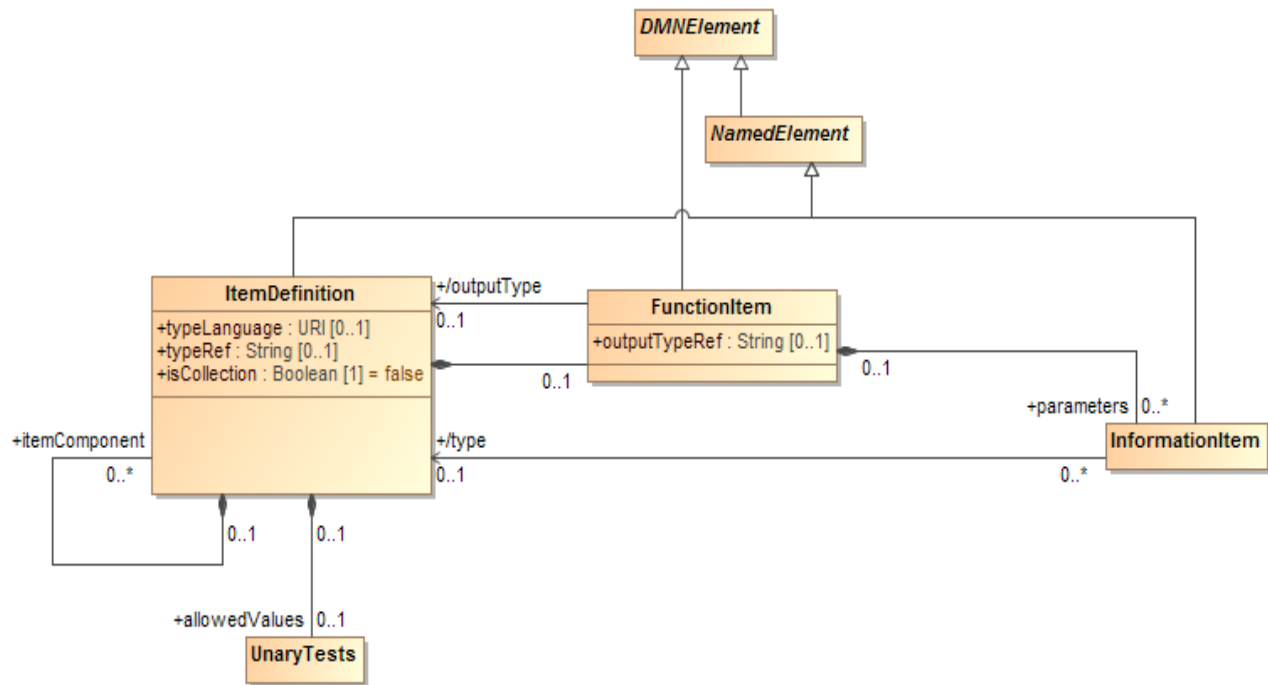 DMNElement
NamedElement
ItemDefinition
+typeLanguage : URI [0..1]
+typeRef : String [0..1]
+isCollection : Boolean [1] = false
+/outputType
0..1
FunctionItem
+outputTypeRef : String [0..1]
0..1
0..1
+parameters
0..*
+itemComponent
0..*
+/type
0..1
0..*
InformationItem
0..1
0..1
+allowedValues
0..1
UnaryTests